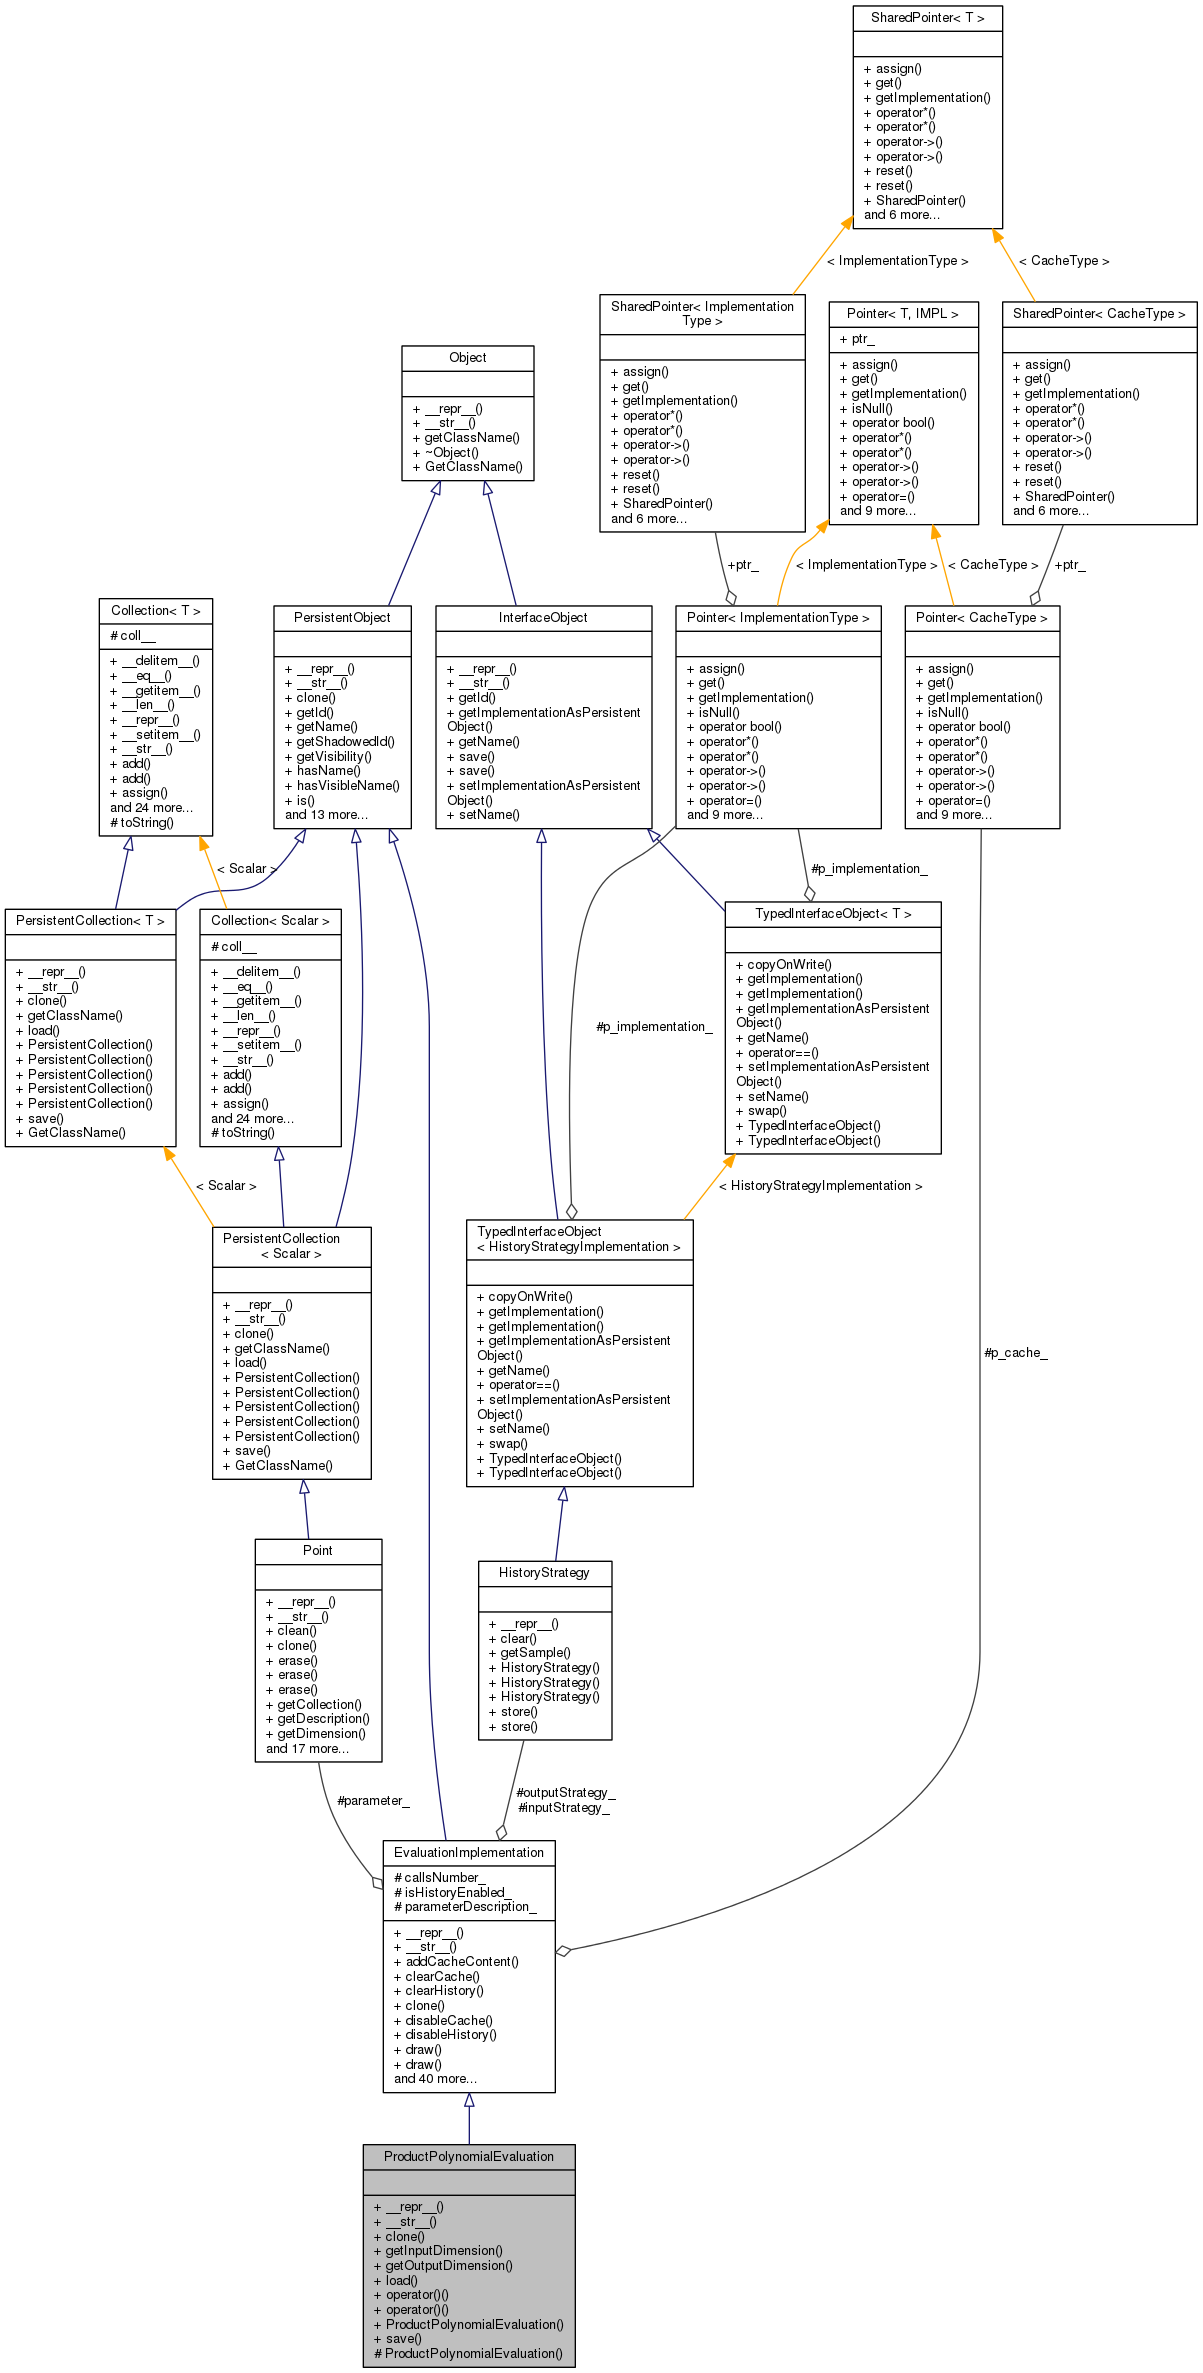 SharedPointer< T >
+ assign()
+ get()
+ getImplementation()
+ operator*()
+ operator*()
+ operator->()
+ operator->()
+ reset()
+ reset()
+ SharedPointer()
and 6 more...
< ImplementationType >
< CacheType >
SharedPointer< Implementation
Type >
+ assign()
+ get()
+ getImplementation()
+ operator*()
+ operator*()
+ operator->()
+ operator->()
+ reset()
+ reset()
+ SharedPointer()
and 6 more...
Pointer< T, IMPL >
+ ptr_
+ assign()
+ get()
+ getImplementation()
+ isNull()
+ operator bool()
+ operator*()
+ operator*()
+ operator->()
+ operator->()
+ operator=()
and 9 more...
SharedPointer< CacheType >
+ assign()
+ get()
+ getImplementation()
+ operator*()
+ operator*()
+ operator->()
+ operator->()
+ reset()
+ reset()
+ SharedPointer()
and 6 more...
Object
+ __repr__()
+ __str__()
+ getClassName()
+ ~Object()
+ GetClassName()
+ptr_
< ImplementationType >
< CacheType >
+ptr_
Collection< T >
# coll__
+ __delitem__()
+ __eq__()
+ __getitem__()
+ __len__()
+ __repr__()
+ __setitem__()
+ __str__()
+ add()
+ add()
+ assign()
and 24 more...
# toString()
PersistentObject
+ __repr__()
+ __str__()
+ clone()
+ getId()
+ getName()
+ getShadowedId()
+ getVisibility()
+ hasName()
+ hasVisibleName()
+ is()
and 13 more...
InterfaceObject
+ __repr__()
+ __str__()
+ getId()
+ getImplementationAsPersistent
Object()
+ getName()
+ save()
+ save()
+ setImplementationAsPersistent
Object()
+ setName()
Pointer< ImplementationType >
+ assign()
+ get()
+ getImplementation()
+ isNull()
+ operator bool()
+ operator*()
+ operator*()
+ operator->()
+ operator->()
+ operator=()
and 9 more...
Pointer< CacheType >
+ assign()
+ get()
+ getImplementation()
+ isNull()
+ operator bool()
+ operator*()
+ operator*()
+ operator->()
+ operator->()
+ operator=()
and 9 more...
< Scalar >
#p_implementation_
PersistentCollection< T >
+ __repr__()
+ __str__()
+ clone()
+ getClassName()
+ load()
+ PersistentCollection()
+ PersistentCollection()
+ PersistentCollection()
+ PersistentCollection()
+ PersistentCollection()
+ save()
+ GetClassName()
Collection< Scalar >
# coll__
+ __delitem__()
+ __eq__()
+ __getitem__()
+ __len__()
+ __repr__()
+ __setitem__()
+ __str__()
+ add()
+ add()
+ assign()
and 24 more...
# toString()
#p_implementation_
TypedInterfaceObject< T >
+ copyOnWrite()
+ getImplementation()
+ getImplementation()
+ getImplementationAsPersistent
Object()
+ getName()
+ operator==()
+ setImplementationAsPersistent
Object()
+ setName()
+ swap()
+ TypedInterfaceObject()
+ TypedInterfaceObject()
< Scalar >
< HistoryStrategyImplementation >
PersistentCollection
< Scalar >
+ __repr__()
+ __str__()
+ clone()
+ getClassName()
+ load()
+ PersistentCollection()
+ PersistentCollection()
+ PersistentCollection()
+ PersistentCollection()
+ PersistentCollection()
+ save()
+ GetClassName()
TypedInterfaceObject
< HistoryStrategyImplementation >
+ copyOnWrite()
+ getImplementation()
+ getImplementation()
+ getImplementationAsPersistent
Object()
+ getName()
+ operator==()
+ setImplementationAsPersistent
Object()
+ setName()
+ swap()
+ TypedInterfaceObject()
+ TypedInterfaceObject()
#p_cache_
Point
+ __repr__()
+ __str__()
+ clean()
+ clone()
+ erase()
+ erase()
+ erase()
+ getCollection()
+ getDescription()
+ getDimension()
and 17 more...
HistoryStrategy
+ __repr__()
+ clear()
+ getSample()
+ HistoryStrategy()
+ HistoryStrategy()
+ HistoryStrategy()
+ store()
+ store()
#parameter_
#outputStrategy_
#inputStrategy_
EvaluationImplementation
# callsNumber_
# isHistoryEnabled_
# parameterDescription_
+ __repr__()
+ __str__()
+ addCacheContent()
+ clearCache()
+ clearHistory()
+ clone()
+ disableCache()
+ disableHistory()
+ draw()
+ draw()
and 40 more...
ProductPolynomialEvaluation
+ __repr__()
+ __str__()
+ clone()
+ getInputDimension()
+ getOutputDimension()
+ load()
+ operator()()
+ operator()()
+ ProductPolynomialEvaluation()
+ save()
# ProductPolynomialEvaluation()